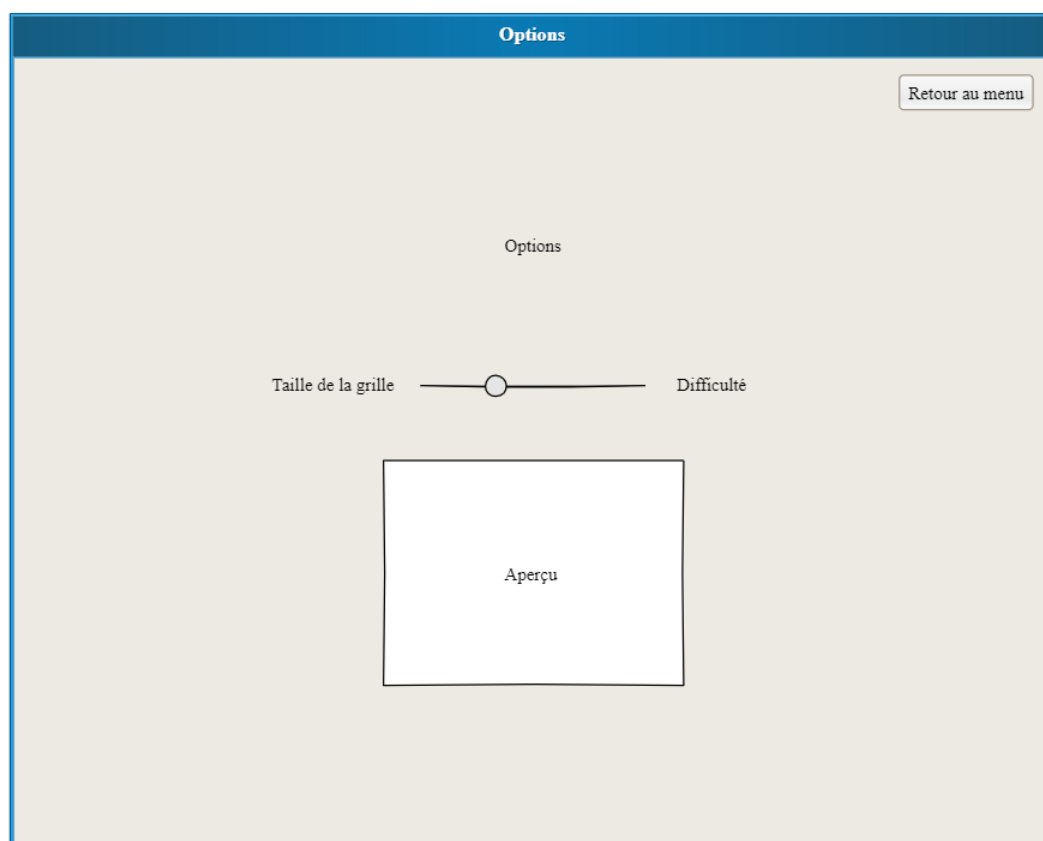 Options
Retour au menu
Options
Taille de la grille
Difficulté
Aperçu